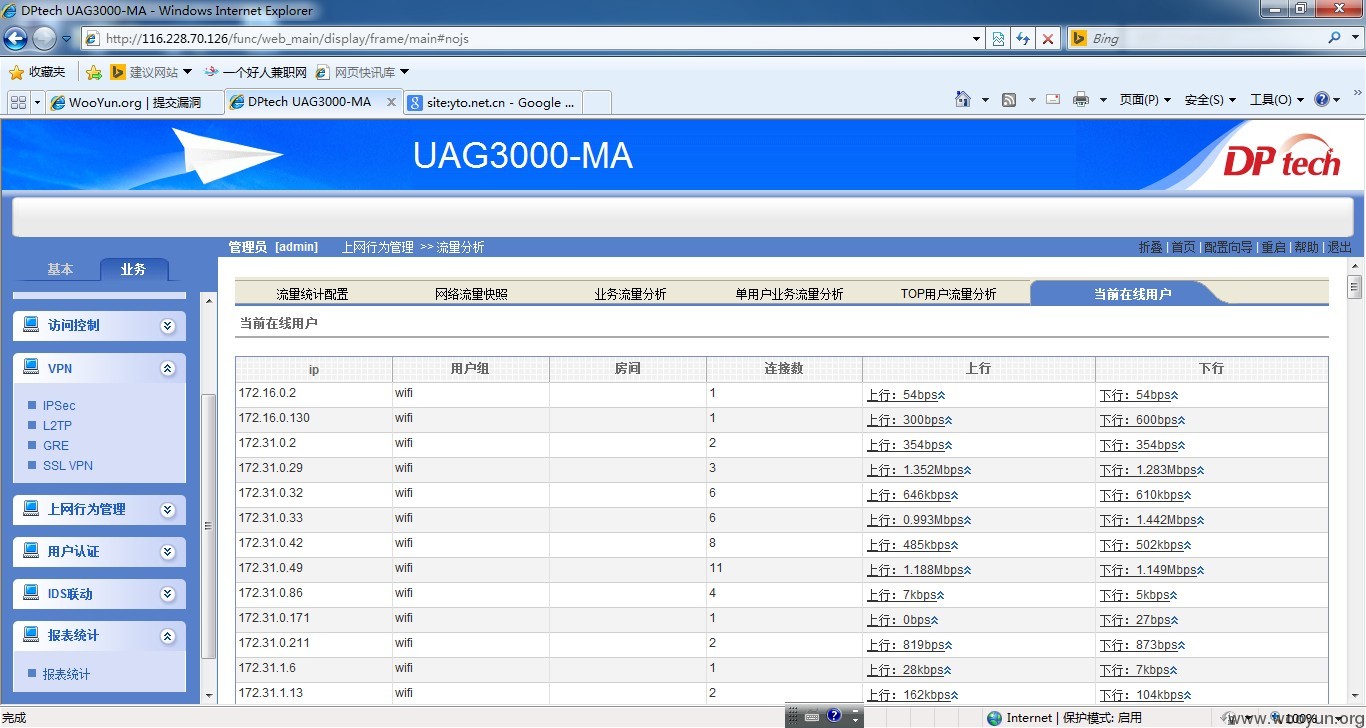 DPtech UAG3000-MA - Windows Internet Explorer
http://116.228.70.126/func/web_main/display/frame/main#nojs
Bing
收藏夹 建议网站 一个好人兼职网 网页快讯库
WooYun.org | 提交漏洞 DPtech UAG3000-MA X site:yto.net.cn - Google ... 页面(P) 安全(S) 工具(O)
UAG3000-MA
DPtech
管理员 [admin] 上网行为管理 >> 流量分析 折叠 | 首页 | 配置向导 | 重启 | 帮助 | 退出
基本 业务
流量统计配置 网络流量快照 业务流量分析 单用户业务流量分析 TOP用户流量分析 当前在线用户
访问控制
VPN
IPSec
L2TP
GRE
SSL VPN
上网行为管理
用户认证
IDS联动
报表统计
报表统计
当前在线用户
ip 用户组 房间 连接数 上行 下行
172.16.0.2 wifi 1 上行：54bps 下行：54bps
172.16.0.130 wifi 1 上行：300bps 下行：600bps
172.31.0.2 wifi 2 上行：354bps 下行：354bps
172.31.0.29 wifi 3 上行：1.352Mbps 下行：1.283Mbps
172.31.0.32 wifi 6 上行：646kbps 下行：610kbps
172.31.0.33 wifi 6 上行：0.993Mbps 下行：1.442Mbps
172.31.0.42 wifi 8 上行：485kbps 下行：502kbps
172.31.0.49 wifi 11 上行：1.188Mbps 下行：1.149Mbps
172.31.0.86 wifi 4 上行：7kbps 下行：5kbps
172.31.0.171 wifi 1 上行：0bps 下行：27bps
172.31.0.211 wifi 2 上行：819bps 下行：873bps
172.31.1.6 wifi 1 上行：28kbps 下行：7kbps
172.31.1.13 wifi 2 上行：162kbps 下行：104kbps
完成 Internet | 保护模式: 启用 100%
www.wooyun.org